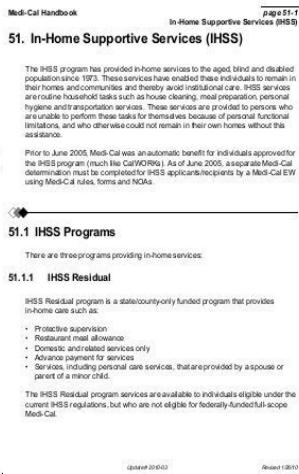 Medi-Cal Handbook page 51-1
In-Home Supportive Services (IHSS)
51. In-Home Supportive Services (IHSS)
The IHSS program has provided in-home services to the aged, blind and disabled
population since 1973. These services have enabled these individuals to remain in
their homes and communities and thereby avoid institutional care. IHSS services
are routine household tasks such as house cleaning, meal preparation, personal
hygiene and transportation services. These services are provided to persons who
are unable to perform these tasks for themselves because of personal functional
limitations, and who otherwise could not remain in their own homes without this
assistance.
Prior to June 2005, Medi-Cal was an automatic benefit for individuals approved for
the IHSS program (much like CalWORKs). As of June 2005, a separate Medi-Cal
determination must be completed for IHSS applicants/recipients by a Medi-Cal EW
using Medi-Cal rules, forms and NOAs.
51.1 IHSS Programs
There are three programs providing in-home services:
51.1.1 IHSS Residual
IHSS Residual program is a state/county-only funded program that provides
in-home care such as:
• Protective supervision
• Restaurant meal allowance
• Domestic and related services only
• Advance payment for services
• Services, including personal care services, that are provided by a spouse or
parent of a minor child.
The IHSS Residual program services are available to individuals eligible under the
current IHSS regulations, but who are not eligible for federally-funded full-scope
Medi-Cal.
Update# 2010-02 Revised: